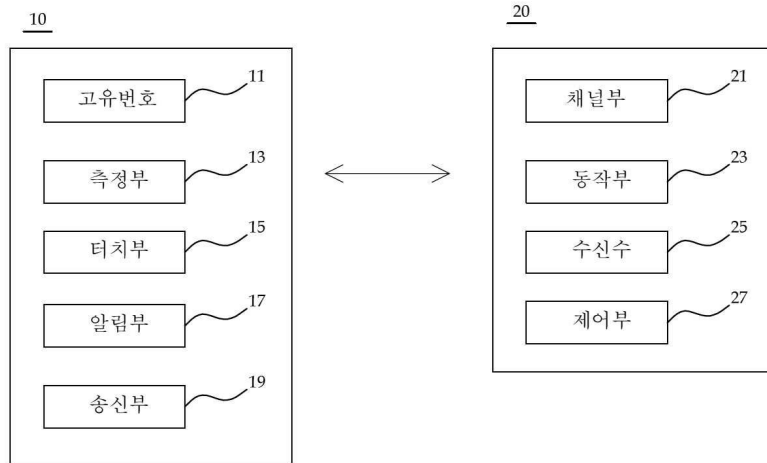 10
고유번호
11
측정부
13
터치부
15
알림부
17
송신부
19
20
채널부
21
동작부
23
수신수
25
제어부
27